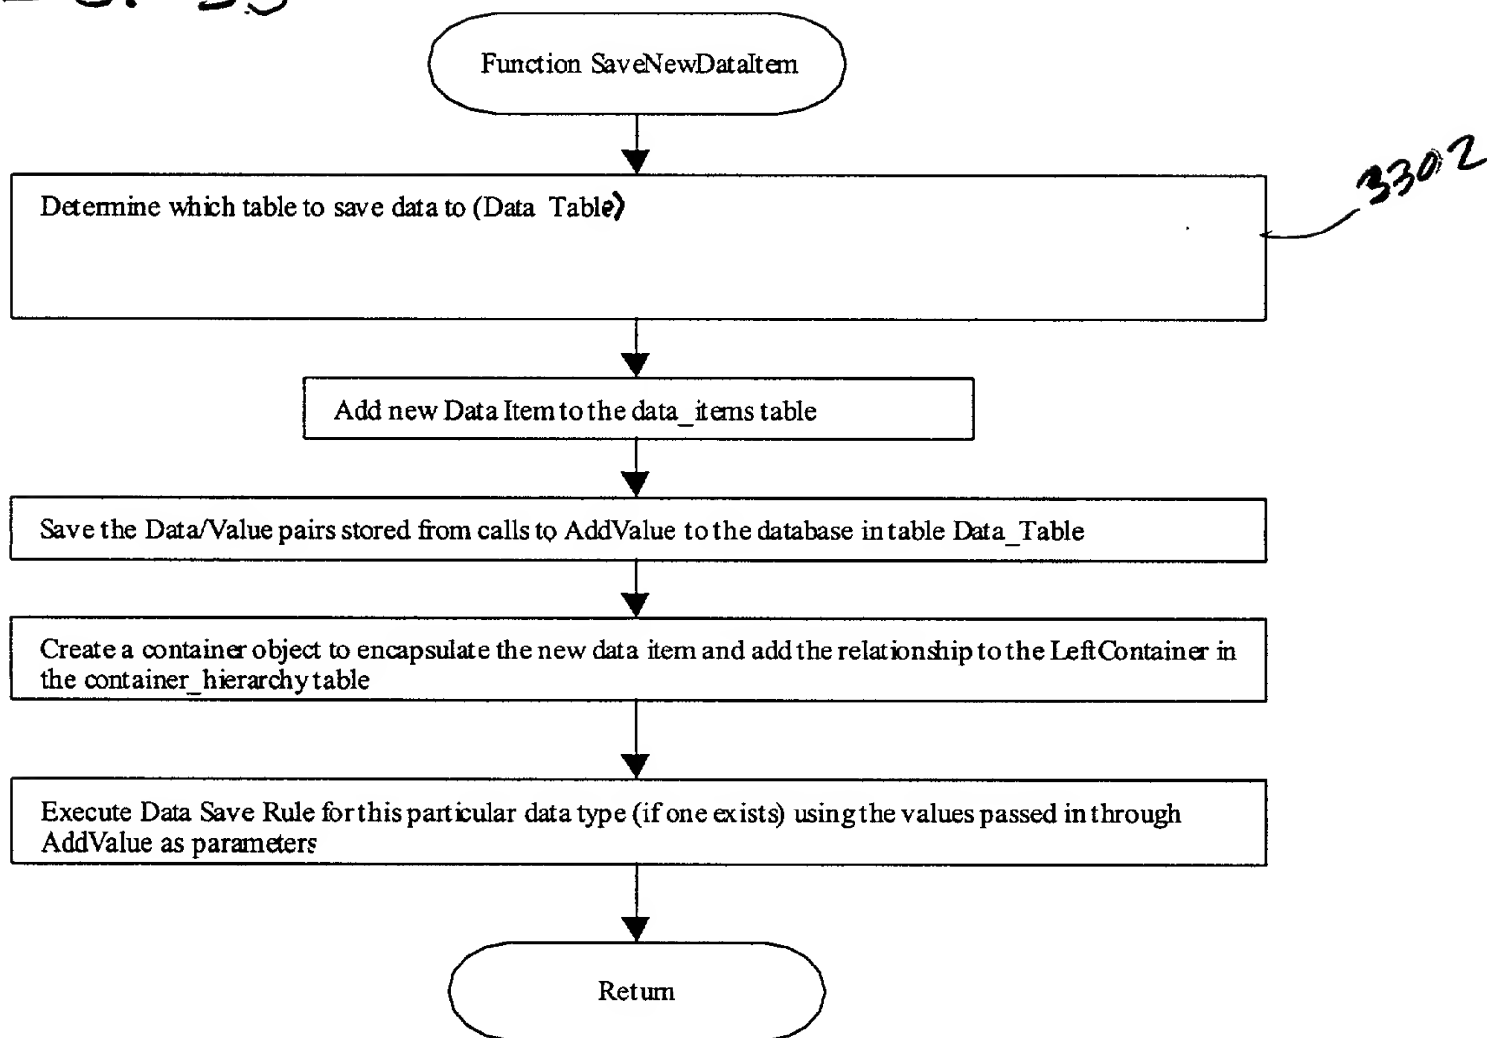 Function SaveNewDataItem
3302
Determine which table to save data to (Data Table)
Add new Data Item to the data_items table
Save the Data/Value pairs stored from calls to AddValue to the database in table Data_Table
Create a container object to encapsulate the new data item and add the relationship to the LeftContainer in
the container_hierarchy table
Execute Data Save Rule for this particular data type (if one exists) using the values passed in through
AddValue as parameters
Return